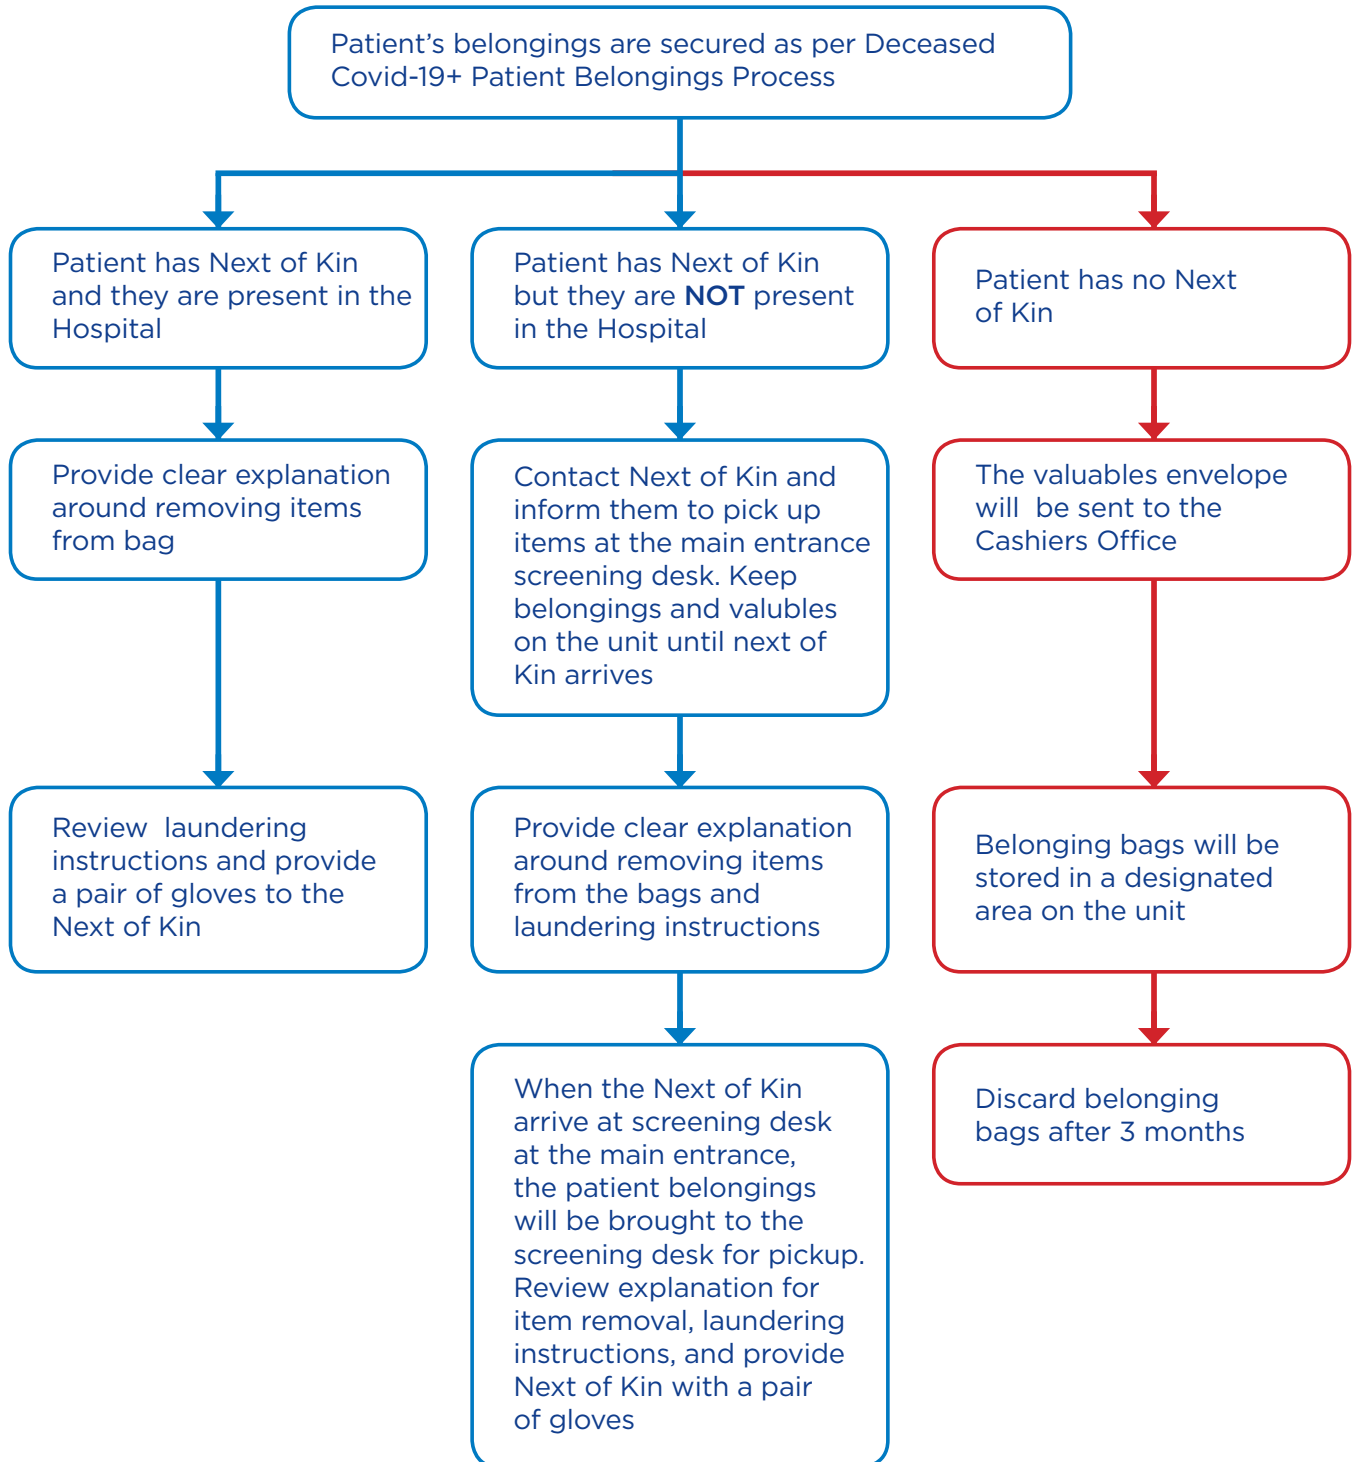 Patient’s belongings are secured as per Deceased
Covid-19+ Patient Belongings Process
Patient has Next of Kin
and they are present in the
Hospital
Provide clear explanation
around removing items
from bag
Review laundering
instructions and provide
a pair of gloves to the
Next of Kin
Patient has Next of Kin
but they are NOT present
in the Hospital
Contact Next of Kin and
inform them to pick up
items at the main entrance
screening desk. Keep
belongings and valubles
on the unit until next of
Kin arrives
Provide clear explanation
around removing items
from the bags and
laundering instructions
When the Next of Kin
arrive at screening desk
at the main entrance,
the patient belongings
will be brought to the
screening desk for pickup.
Review explanation for
item removal, laundering
instructions, and provide
Next of Kin with a pair
of gloves
Patient has no Next
of Kin
The valuables envelope
will be sent to the
Cashiers Office
Belonging bags will be
stored in a designated
area on the unit
Discard belonging
bags after 3 months